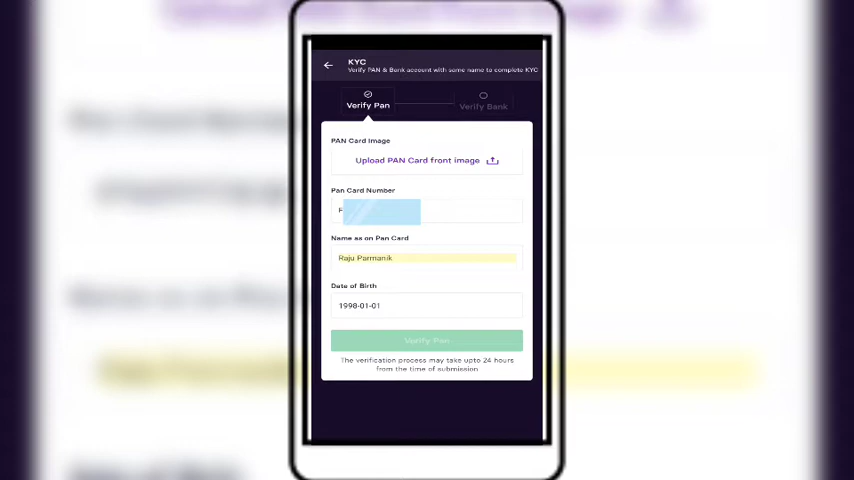 KYC
Verify PAN & Bank account with same name to complete KYC
Verify Pan
Verify Bank
PAN Card Image
Upload PAN Card front image
Pan Card Number
F
Name as on Pan Card
Raju Parmanik
Date of Birth
1998-01-01
Verify Pan
The verification process may take upto 24 hours
from the time of submission